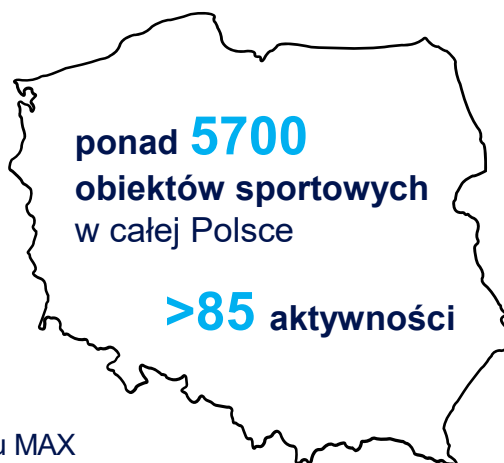 ponad 5700
obiektów sportowych
w całej Polsce
>85 aktywności
u MAX